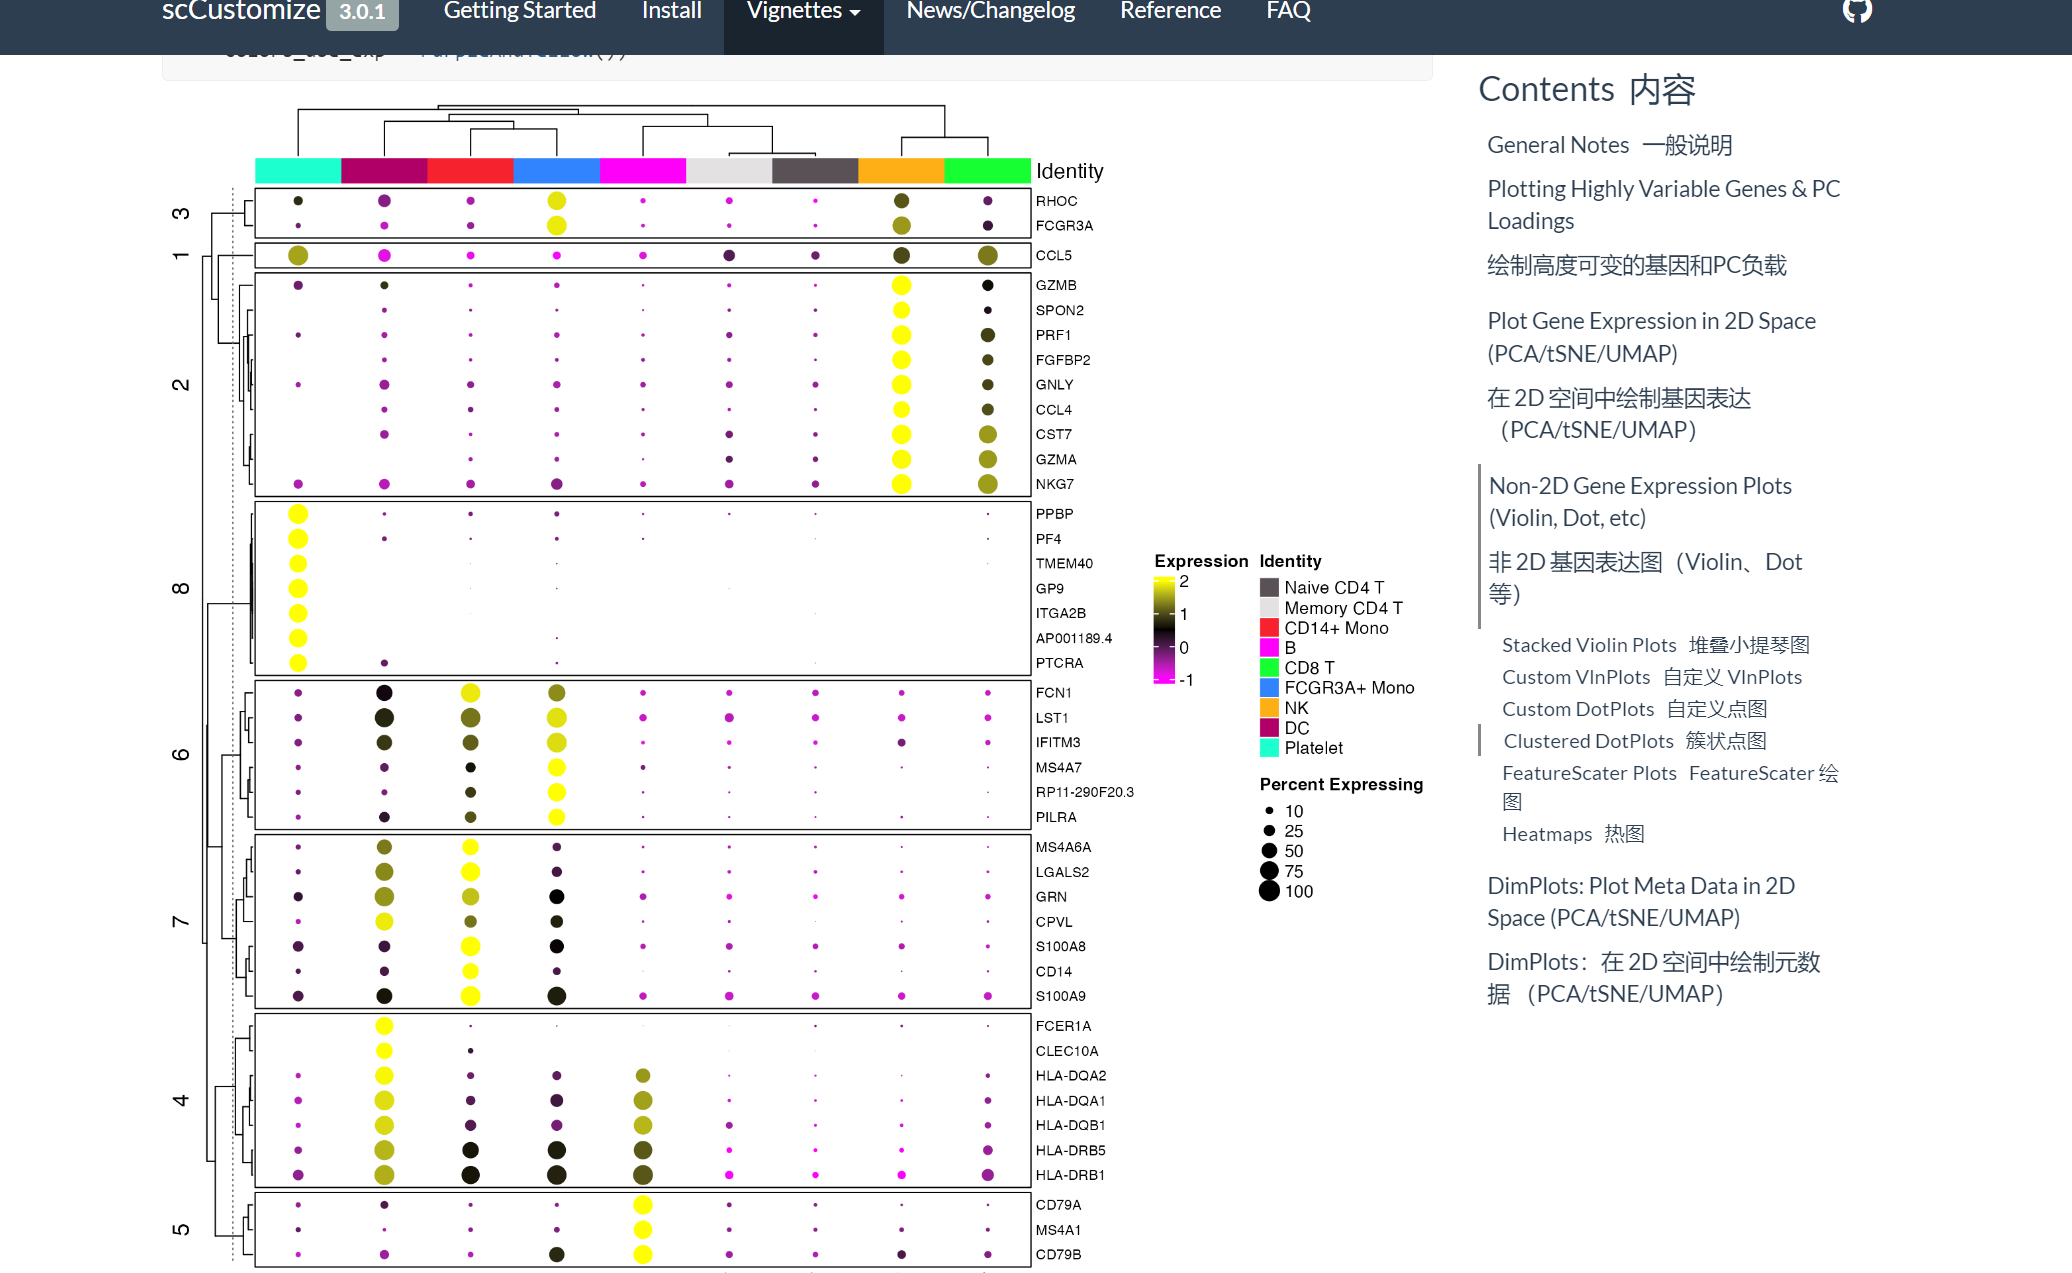 scCustomize 3.0.1 Getting Started Install Vignettes News/Changelog Reference FAQ
Identity
3
RHOC
FCGR3A
1
CCL5
2
GZMB
SPON2
PRF1
FGFBP2
GNLY
CCL4
CST7
GZMA
NKG7
8
PPBP
PF4
TMEM40
GP9
ITGA2B
AP001189.4
PTCRA
6
FCN1
LST1
IFITM3
MS4A7
RP11-290F20.3
PILRA
7
MS4A6A
LGALS2
GRN
CPVL
S100A8
CD14
S100A9
4
FCER1A
CLEC10A
HLA-DQA2
HLA-DQA1
HLA-DQB1
HLA-DRB5
HLA-DRB1
5
CD79A
MS4A1
CD79B
Expression
2
1
0
-1
Identity
Naive CD4 T
Memory CD4 T
CD14+ Mono
B
CD8 T
FCGR3A+ Mono
NK
DC
Platelet
Percent Expressing
10
25
50
75
100
Contents 内容
General Notes 一般说明
Plotting Highly Variable Genes & PC
Loadings
绘制高度可变的基因和PC负载
Plot Gene Expression in 2D Space
(PCA/tSNE/UMAP)
在 2D 空间中绘制基因表达
（PCA/tSNE/UMAP）
Non-2D Gene Expression Plots
(Violin, Dot, etc)
非 2D 基因表达图（Violin、Dot
等）
Stacked Violin Plots 堆叠小提琴图
Custom VlnPlots 自定义 VlnPlots
Custom DotPlots 自定义点图
Clustered DotPlots 簇状点图
FeatureScater Plots FeatureScater 绘
图
Heatmaps 热图
DimPlots: Plot Meta Data in 2D
Space (PCA/tSNE/UMAP)
DimPlots：在 2D 空间中绘制元数
据 （PCA/tSNE/UMAP）